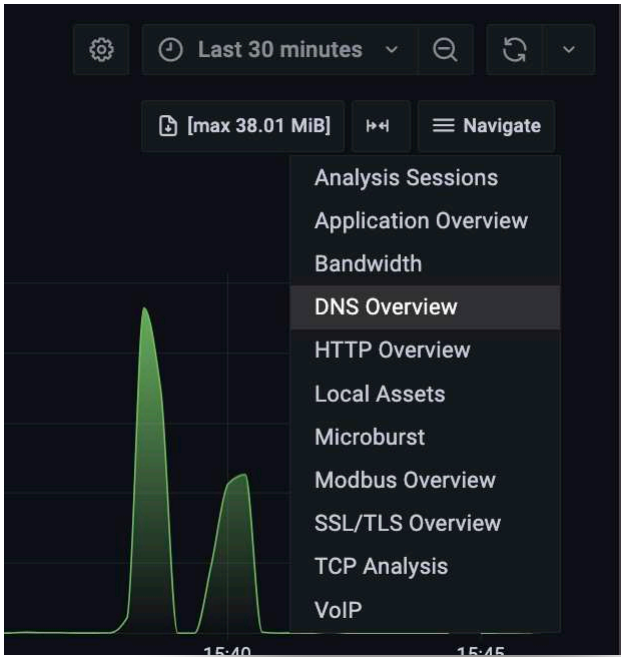 Last 30 minutes
[max 38.01 MiB]
Navigate
Analysis Sessions
Application Overview
Bandwidth
DNS Overview
HTTP Overview
Local Assets
Microburst
Modbus Overview
SSL/TLS Overview
TCP Analysis
VoIP
15:40
15:45